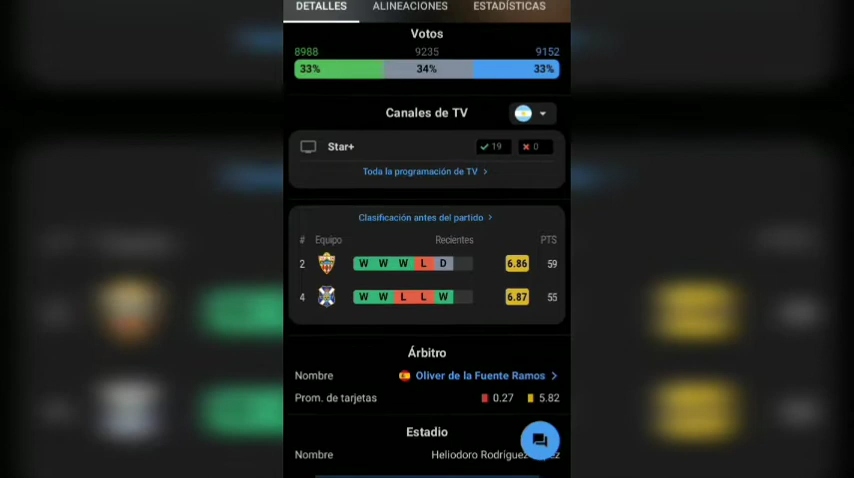 DETALLES ALINEACIONES ESTADÍSTICAS
Votos
8988 9235 9152
33% 34% 33%
Canales de TV
Star+ 19 0
Toda la programación de TV
Clasificación antes del partido
# Equipo Recientes PTS
2 W W W L D 6.86 59
4 W W L L W 6.87 55
Árbitro
Nombre Oliver de la Fuente Ramos
Prom. de tarjetas 0.27 5.82
Estadio
Nombre Heliodoro Rodríguez